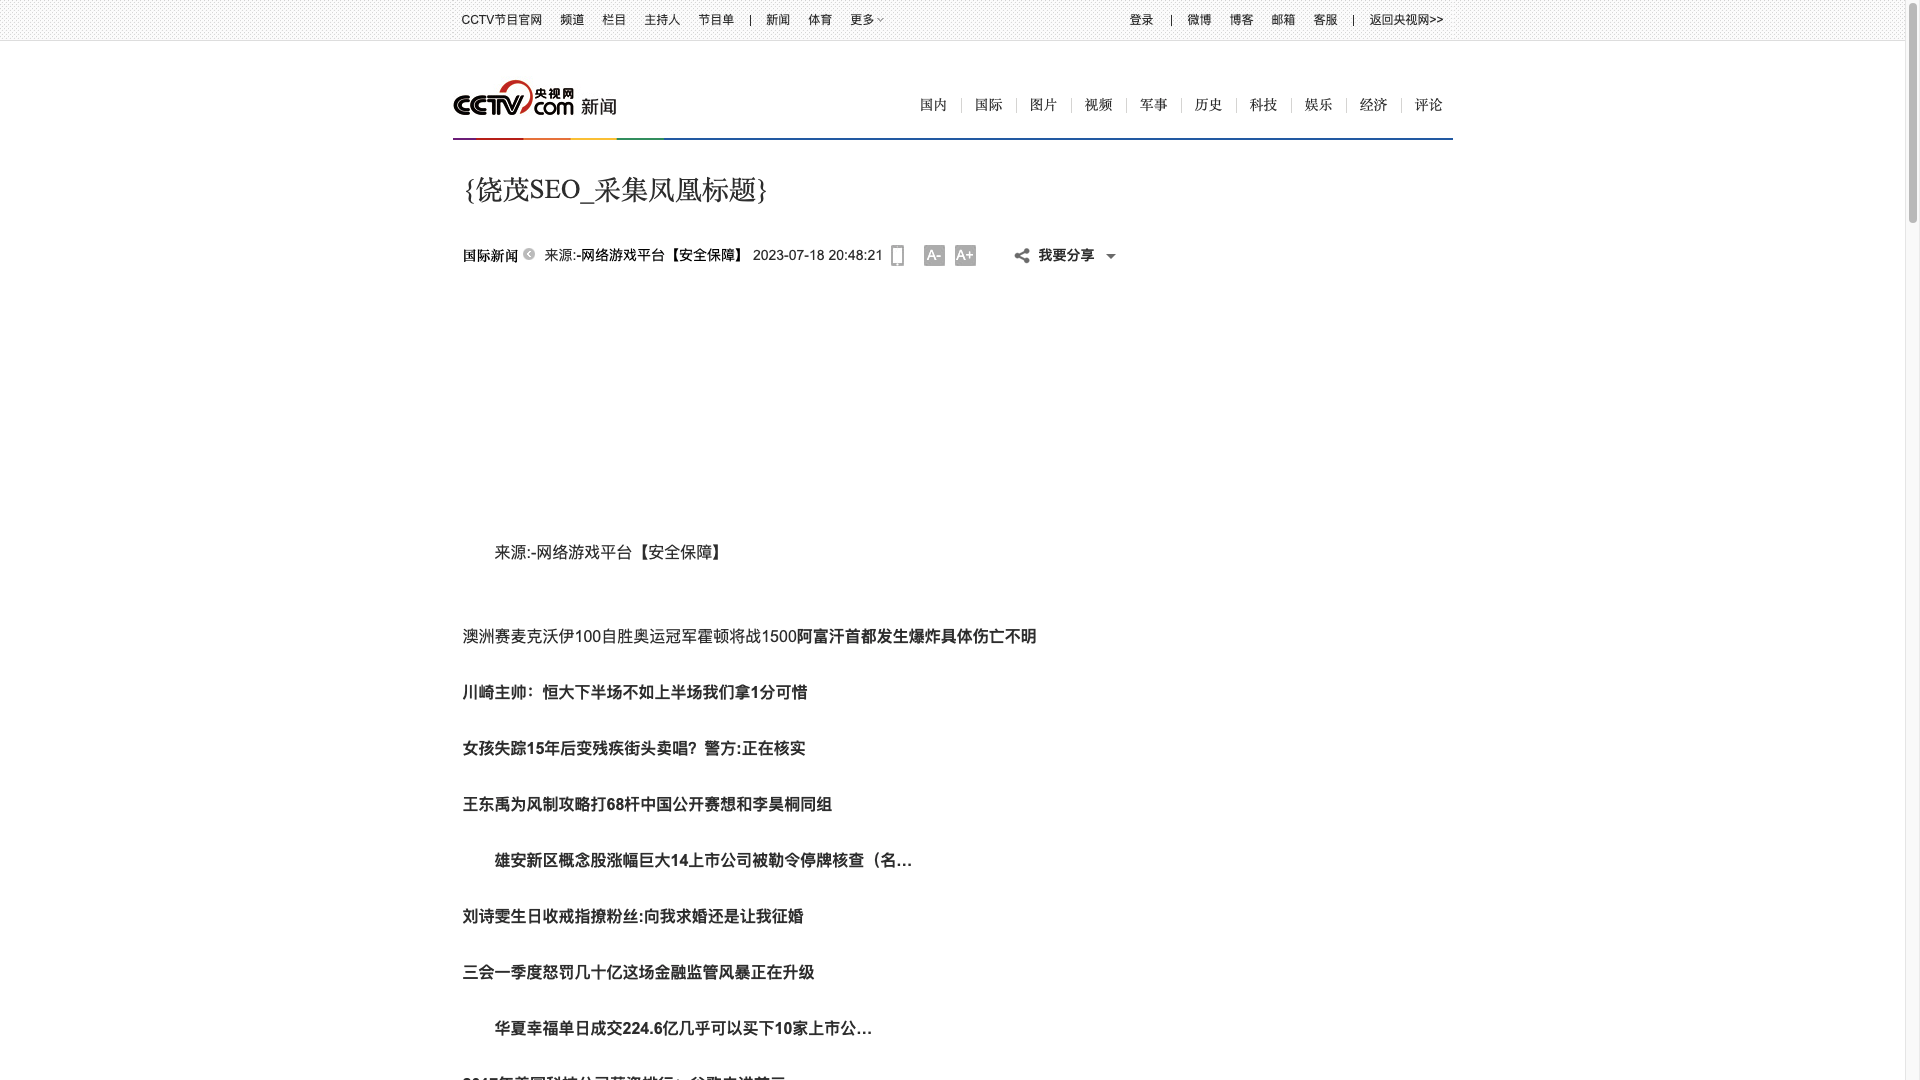 CCTV节目官网 频道 栏目 主持人 节目单 | 新闻 体育 更多 登录 | 微博 博客 邮箱 客服 | 返回央视网>>
CCTV.com 央视网 新闻 国内 国际 图片 视频 军事 历史 科技 娱乐 经济 评论
{饶茂SEO_采集凤凰标题}
国际新闻 来源:-网络游戏平台【安全保障】 2023-07-18 20:48:21 A- A+ 我要分享
来源:-网络游戏平台【安全保障】
澳洲赛麦克沃伊100自胜奥运冠军霍顿将战1500阿富汗首都发生爆炸具体伤亡不明
川崎主帅：恒大下半场不如上半场我们拿1分可惜
女孩失踪15年后变残疾街头卖唱？警方:正在核实
王东禹为风制攻略打68杆中国公开赛想和李昊桐同组
雄安新区概念股涨幅巨大14上市公司被勒令停牌核查（名…
刘诗雯生日收戒指撩粉丝:向我求婚还是让我征婚
三会一季度怒罚几十亿这场金融监管风暴正在升级
华夏幸福单日成交224.6亿几乎可以买下10家上市公…